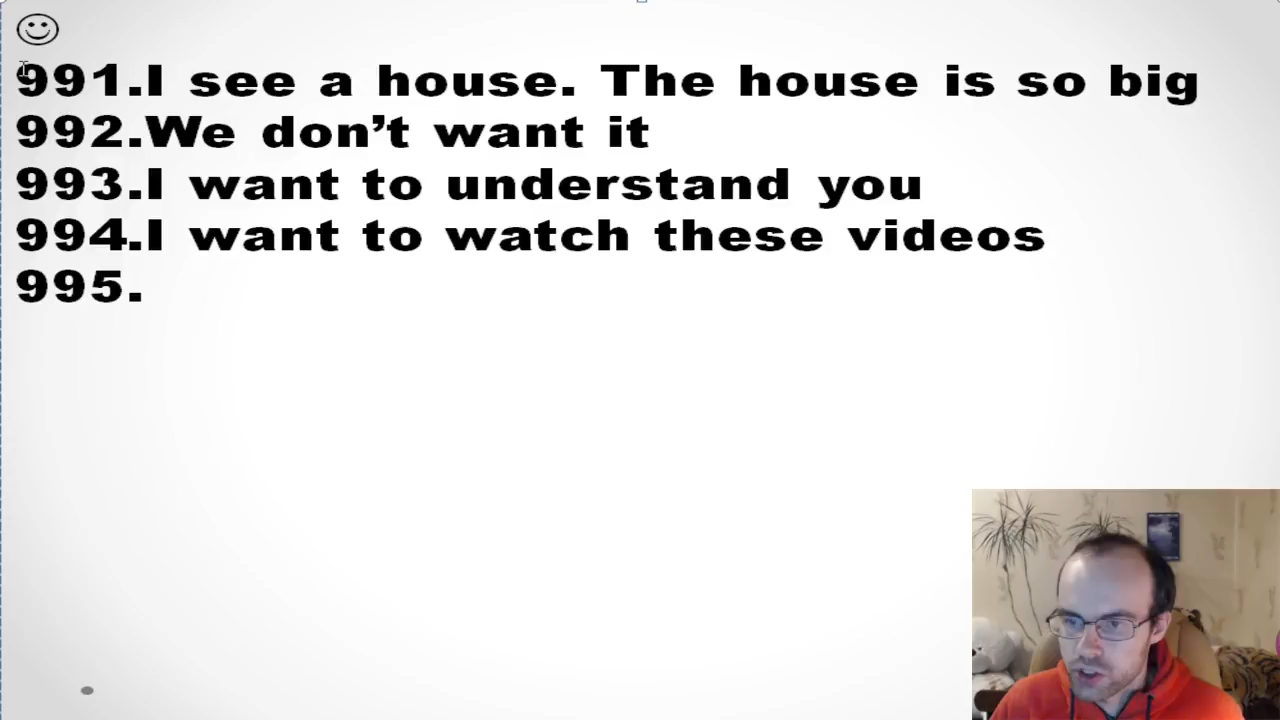 991.I see a house. The house is so big
992.We don’t want it
993.I want to understand you
994.I want to watch these videos
995.